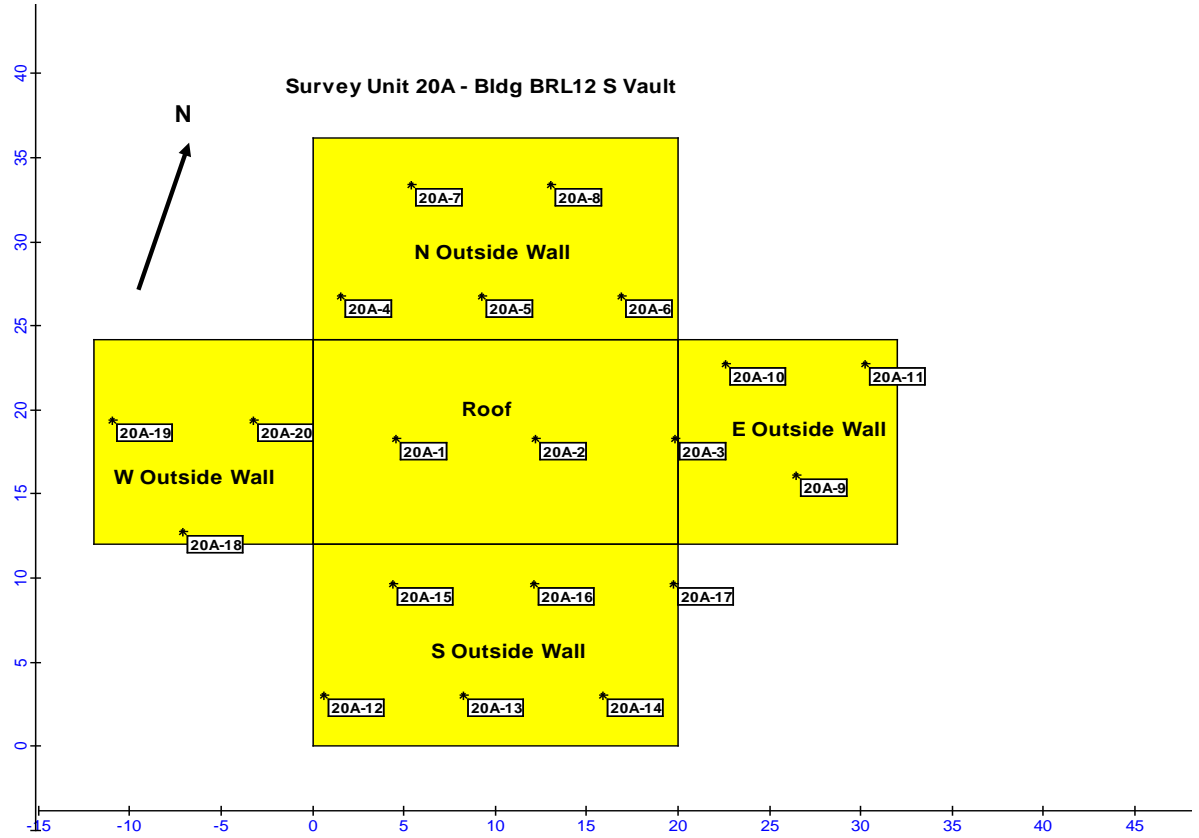 40
Survey Unit 20A - Bldg BRL12 S Vault
N
35
20A-7
20A-8
30
N Outside Wall
20A-4
20A-5
20A-6
25
20A-10
20A-11
20
Roof
20A-19
20A-20
20A-1
20A-2
20A-3
E Outside Wall
15
W Outside Wall
20A-9
20A-18
10
20A-15
20A-16
20A-17
5
S Outside Wall
20A-12
20A-13
20A-14
0
-15 -10 -5 0 5 10 15 20 25 30 35 40 45